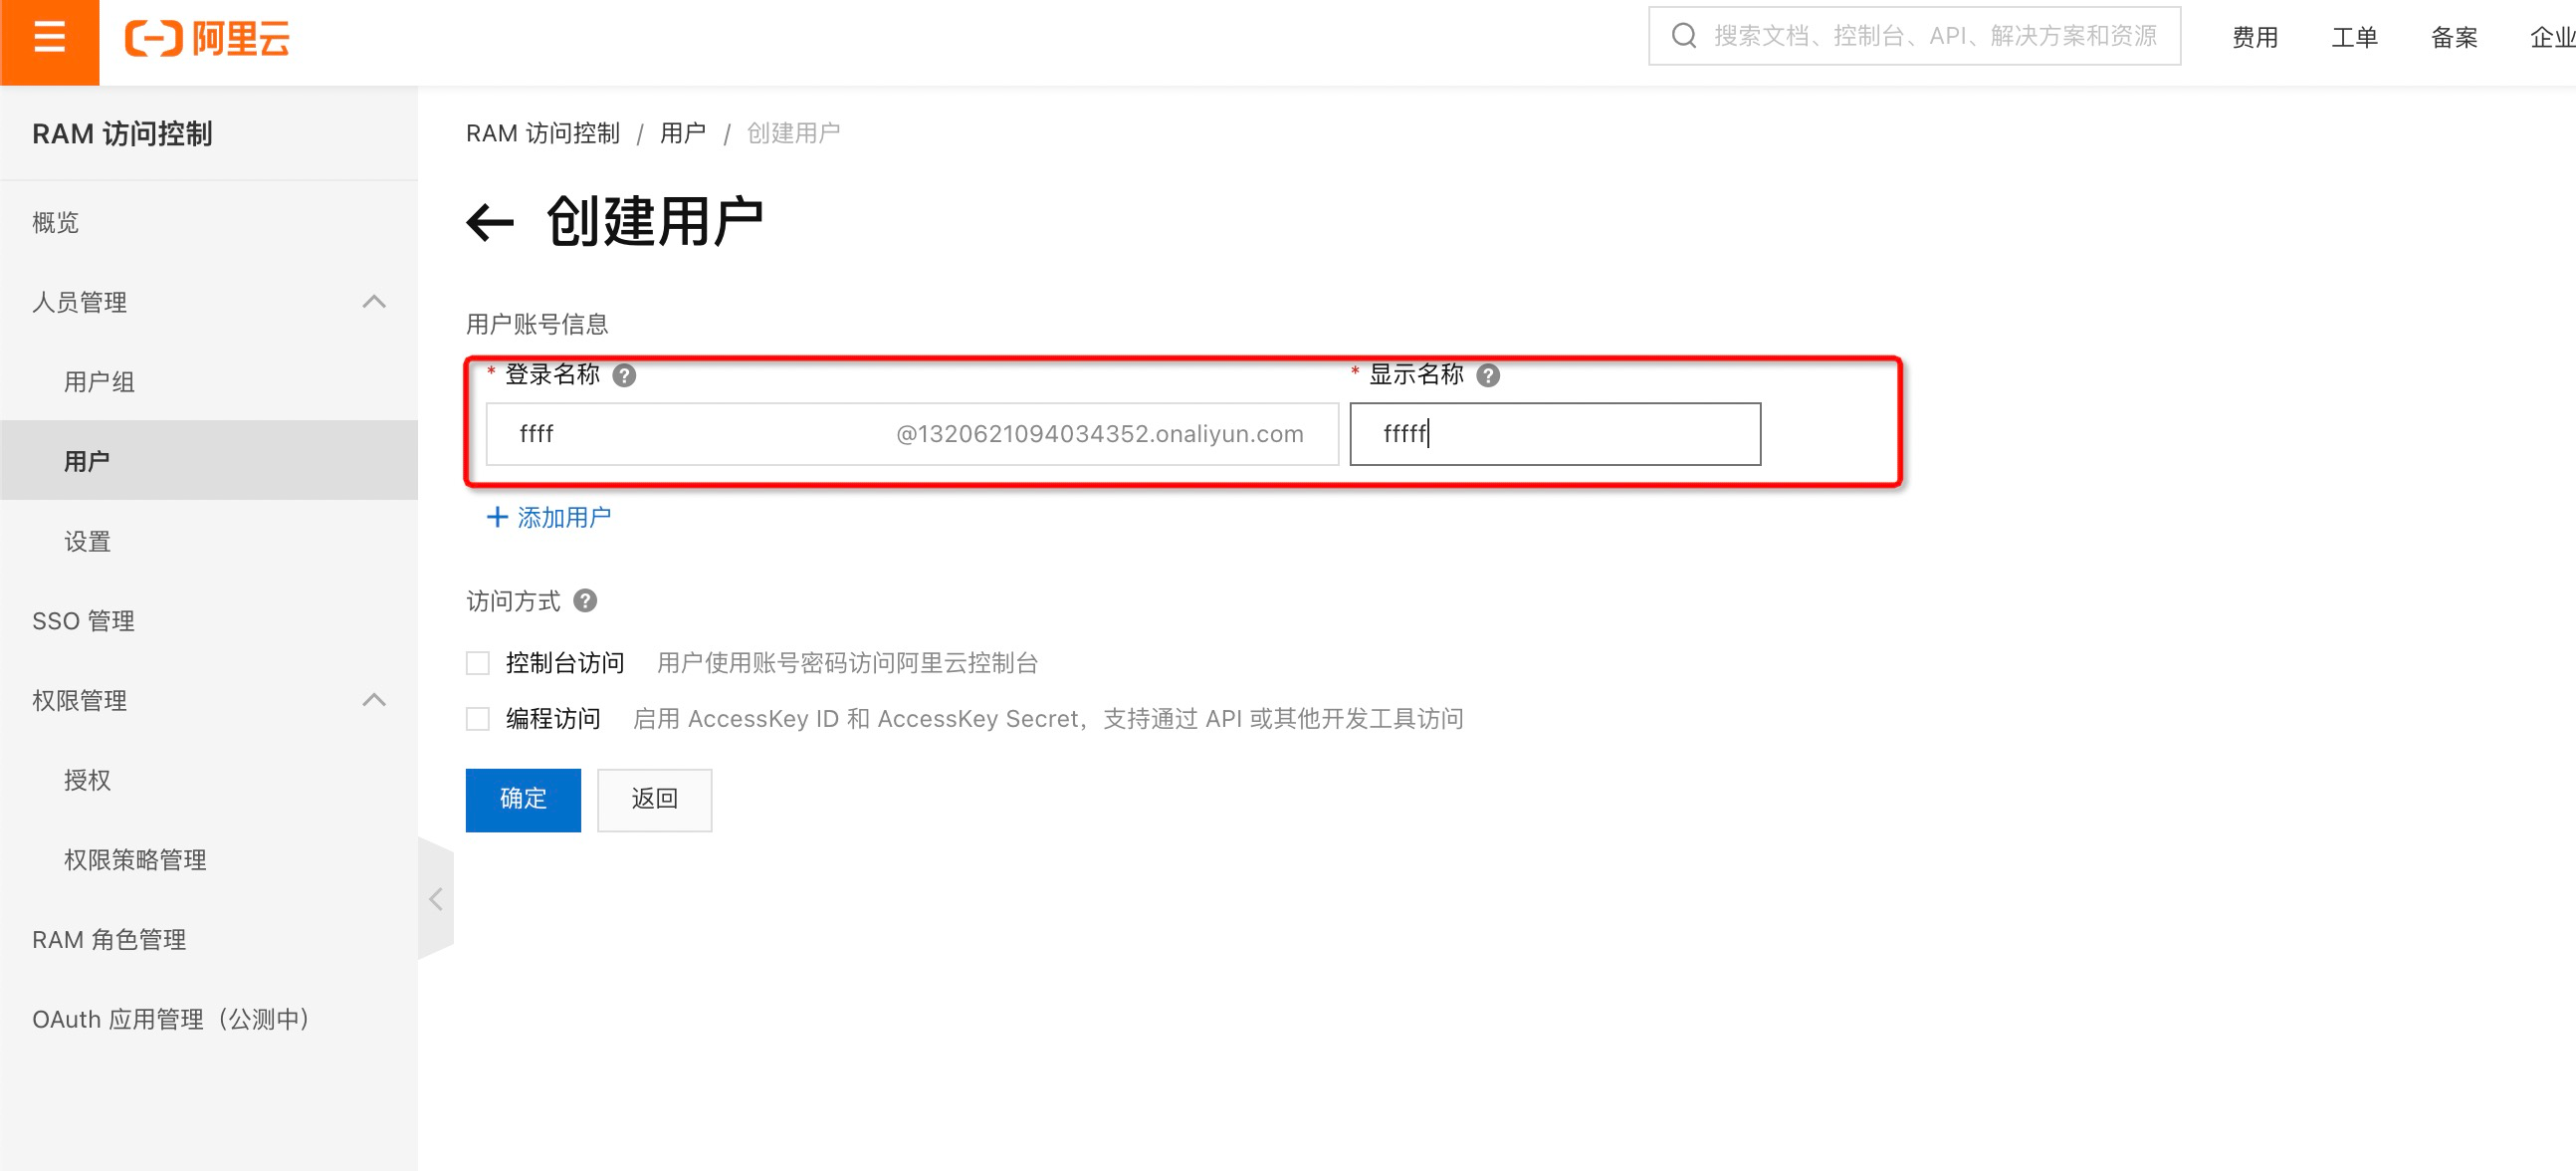 阿里云
搜索文档、控制台、API、解决方案和资源
费用 工单 备案 企业
RAM 访问控制
概览
人员管理
用户组
用户
设置
SSO 管理
权限管理
授权
权限策略管理
RAM 角色管理
OAuth 应用管理（公测中）
RAM 访问控制 / 用户 / 创建用户
创建用户
用户账号信息
* 登录名称 ? * 显示名称 ?
ffff @1320621094034352.onaliyun.com fffff
+ 添加用户
访问方式 ?
控制台访问 用户使用账号密码访问阿里云控制台
编程访问 启用 AccessKey ID 和 AccessKey Secret，支持通过 API 或其他开发工具访问
确定 返回